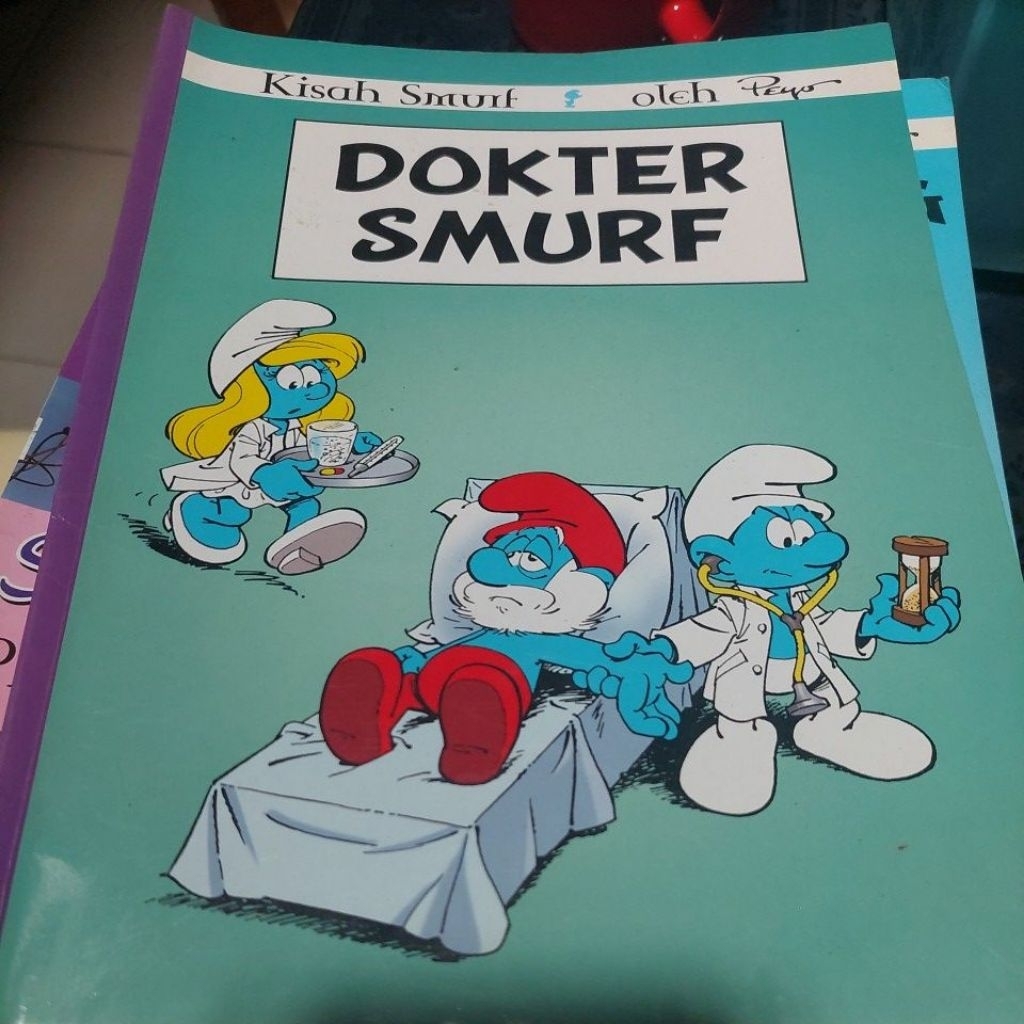 Kisah Smurf oleh Peyo
DOKTER
SMURF